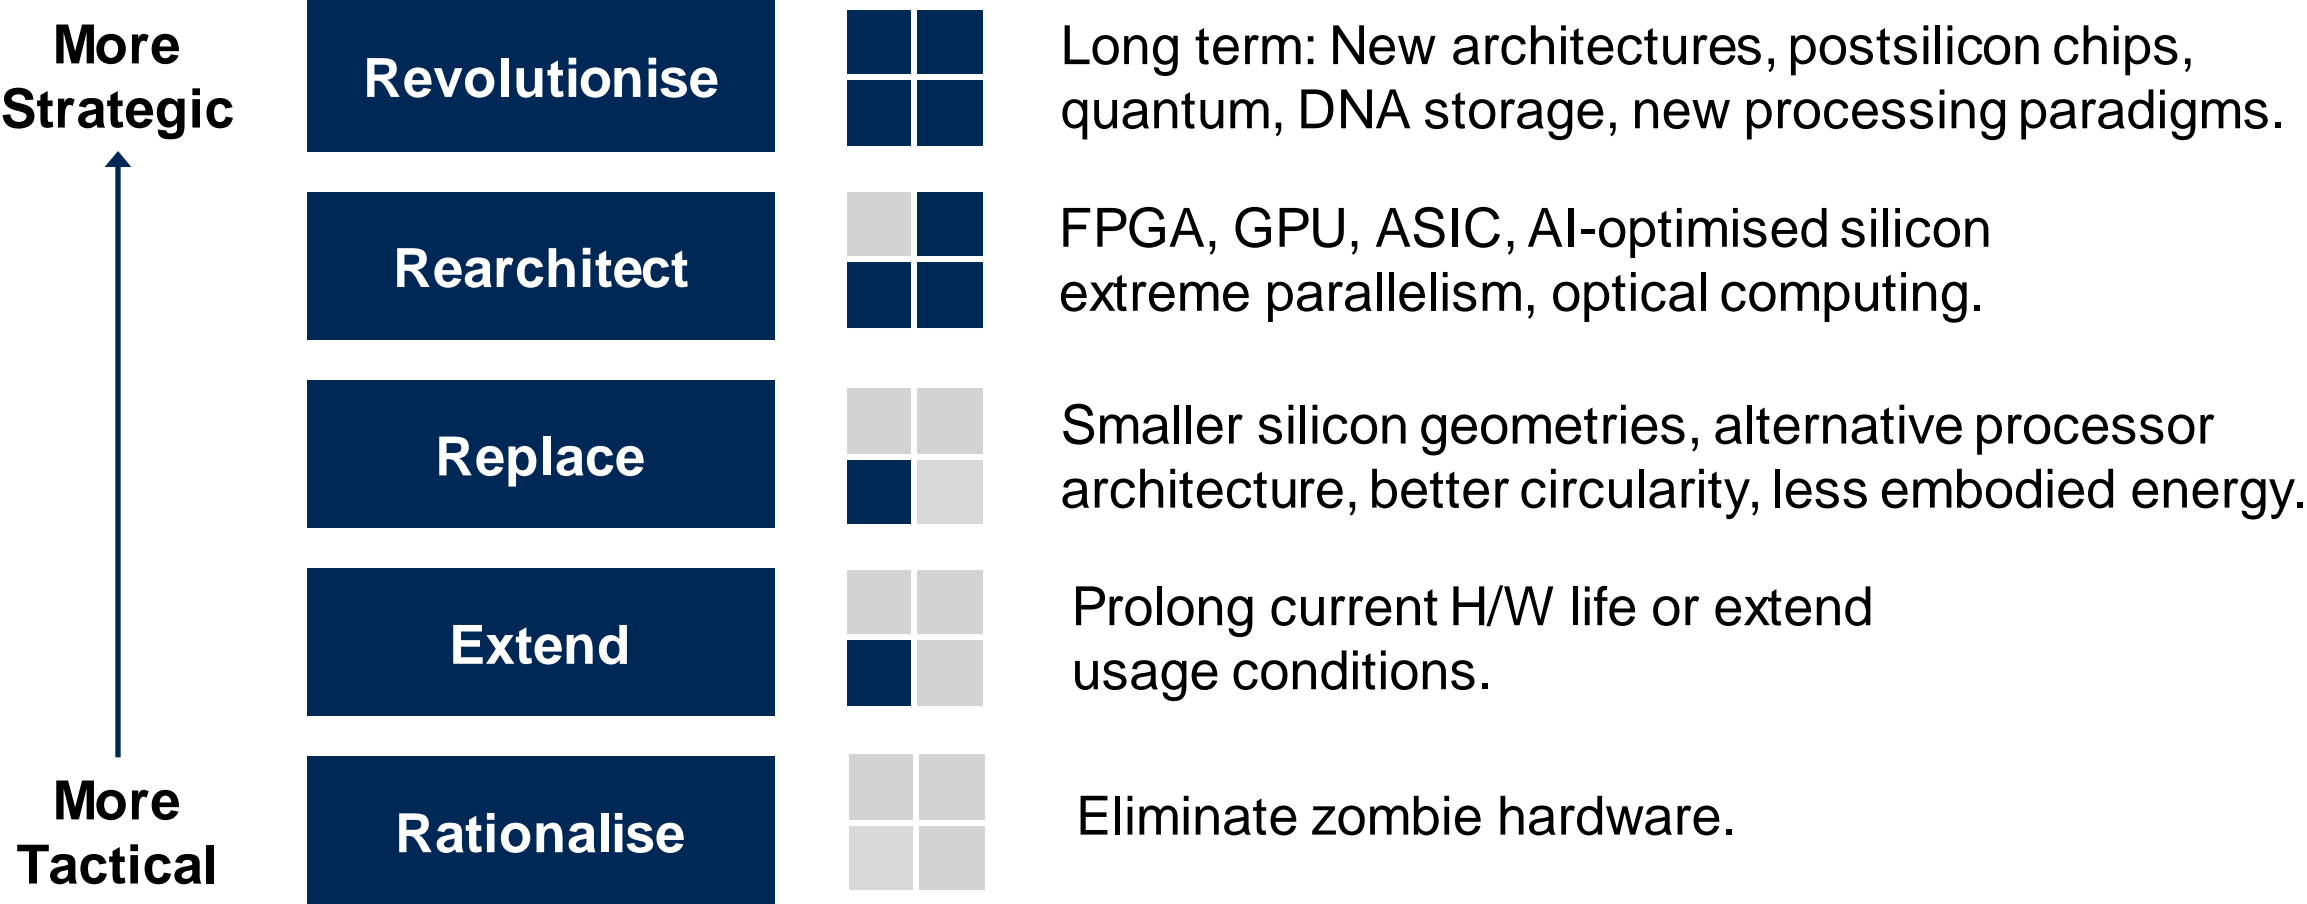 More
Strategic
Revolutionise
Long term: New architectures, postsilicon chips,
quantum, DNA storage, new processing paradigms.
Rearchitect
FPGA, GPU, ASIC, AI-optimised silicon
extreme parallelism, optical computing.
Replace
Smaller silicon geometries, alternative processor
architecture, better circularity, less embodied energy.
Extend
Prolong current H/W life or extend
usage conditions.
More
Tactical
Rationalise
Eliminate zombie hardware.